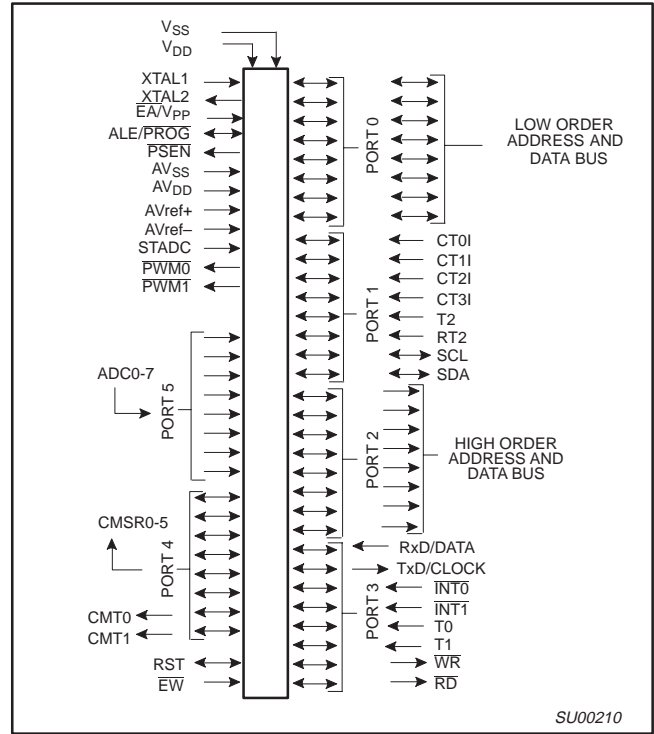 VSS
VDD
XTAL1
XTAL2
EA/VPP
ALE/PROG
PSEN
AVSS
AVDD
AVref+
AVref–
STADC
PWM0
PWM1
ADC0-7
PORT 5
CMSR0-5
PORT 4
CMT0
CMT1
RST
EW
PORT 0
LOW ORDER
ADDRESS AND
DATA BUS
PORT 1
CT0I
CT1I
CT2I
CT3I
T2
RT2
SCL
SDA
PORT 2
HIGH ORDER
ADDRESS AND
DATA BUS
PORT 3
RxD/DATA
TxD/CLOCK
INT0
INT1
T0
T1
WR
RD
SU00210